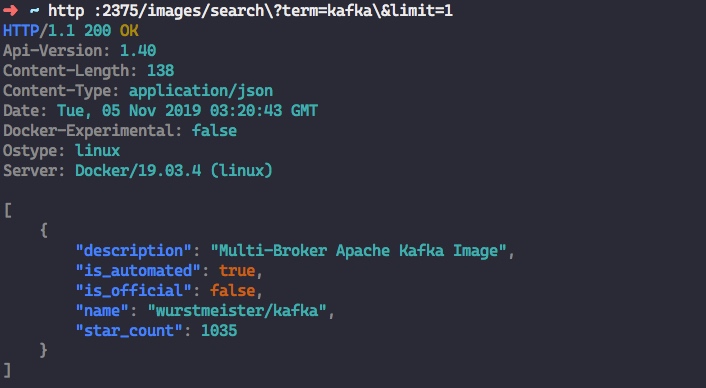 ➜ ~ http :2375/images/search\?term=kafka\&limit=1
HTTP/1.1 200 OK
Api-Version: 1.40
Content-Length: 138
Content-Type: application/json
Date: Tue, 05 Nov 2019 03:20:43 GMT
Docker-Experimental: false
Ostype: linux
Server: Docker/19.03.4 (linux)

[
    {
        "description": "Multi-Broker Apache Kafka Image",
        "is_automated": true,
        "is_official": false,
        "name": "wurstmeister/kafka",
        "star_count": 1035
    }
]